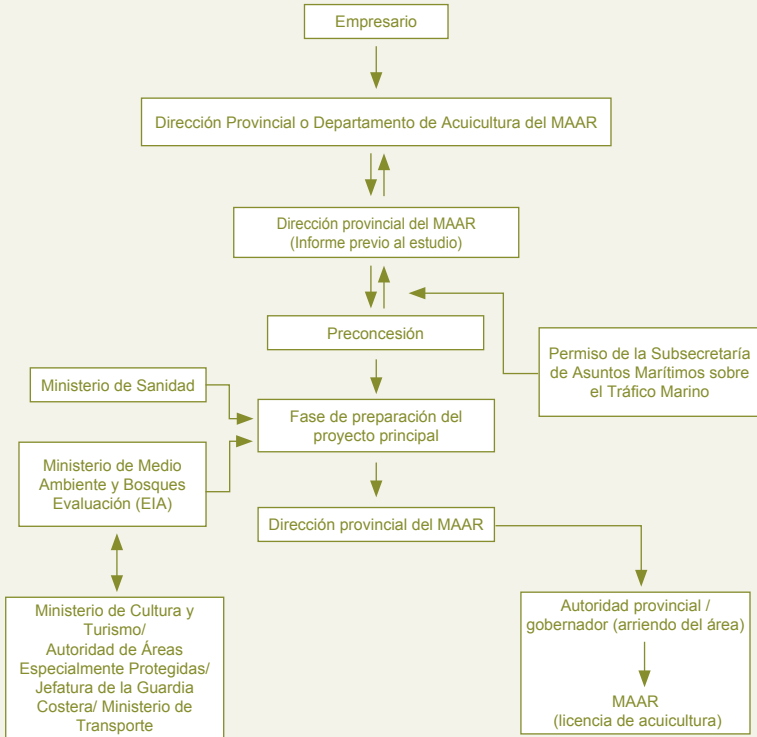 Empresario
Dirección Provincial o Departamento de Acuicultura del MAAR
Dirección provincial del MAAR
(Informe previo al estudio)
Preconcesión
Permiso de la Subsecretaría
de Asuntos Marítimos sobre
el Tráfico Marino
Ministerio de Sanidad
Fase de preparación del
proyecto principal
Ministerio de Medio
Ambiente y Bosques
Evaluación (EIA)
Dirección provincial del MAAR
Ministerio de Cultura y
Turismo/
Autoridad de Áreas
Especialmente Protegidas/
Jefatura de la Guardia
Costera/ Ministerio de
Transporte
Autoridad provincial /
gobernador (arriendo del área)
MAAR
(licencia de acuicultura)